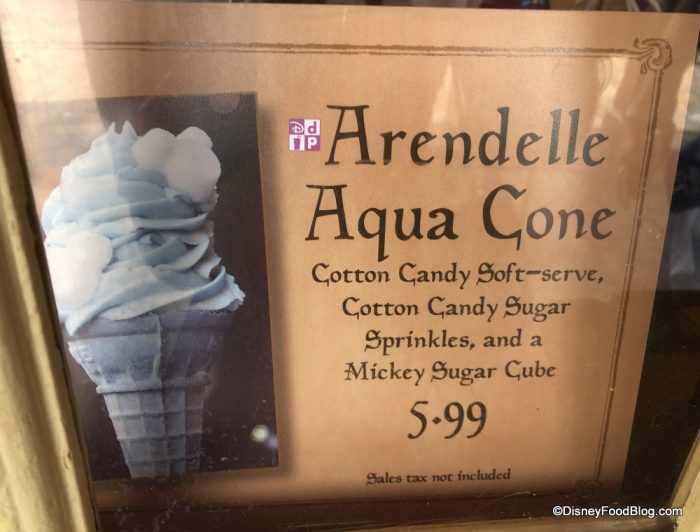 D d P
Arendelle
Aqua Cone
Cotton Candy Soft-serve,
Cotton Candy Sugar
Sprinkles, and a
Mickey Sugar Cube
5.99
Sales tax not included
©DisneyFoodBlog.com